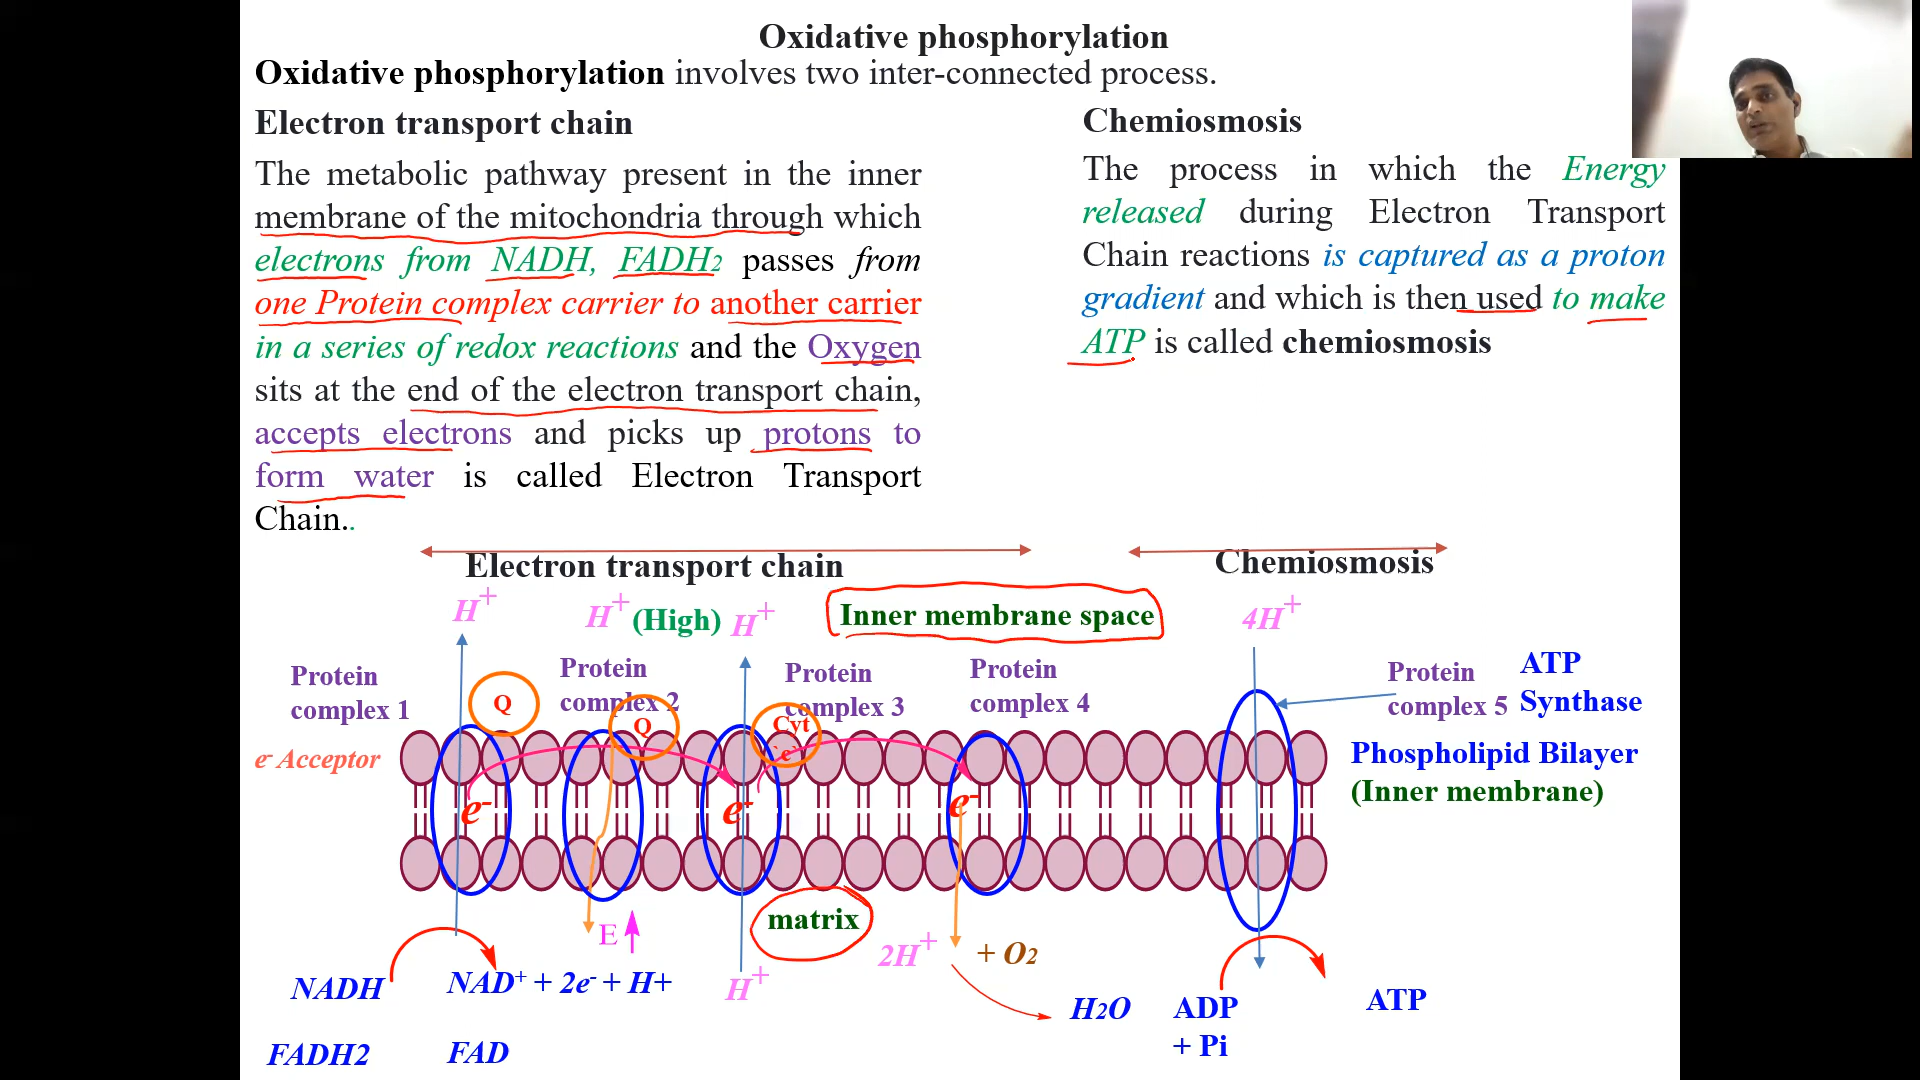 Oxidative phosphorylation
Oxidative phosphorylation involves two inter-connected process.
Electron transport chain
The metabolic pathway present in the inner
membrane of the mitochondria through which
electrons from NADH, FADH2 passes from
one Protein complex carrier to another carrier
in a series of redox reactions and the Oxygen
sits at the end of the electron transport chain,
accepts electrons and picks up protons to
form water is called Electron Transport
Chain..
Chemiosmosis
The process in which the Energy
released during Electron Transport
Chain reactions is captured as a proton
gradient and which is then used to make
ATP is called chemiosmosis
Electron transport chain
Chemiosmosis
H+
H+ (High) H+
Inner membrane space
4H+
Protein
complex 1
Q
Protein
complex 2
Q
Protein
complex 3
Cyt
`e`
Protein
complex 4
Protein
complex 5
ATP
Synthase
e- Acceptor
Phospholipid Bilayer
(Inner membrane)
e-
e-
e-
E
matrix
2H+
+ O2
NADH
NAD+ + 2e- + H+
H+
H2O
ADP
+ Pi
ATP
FADH2
FAD